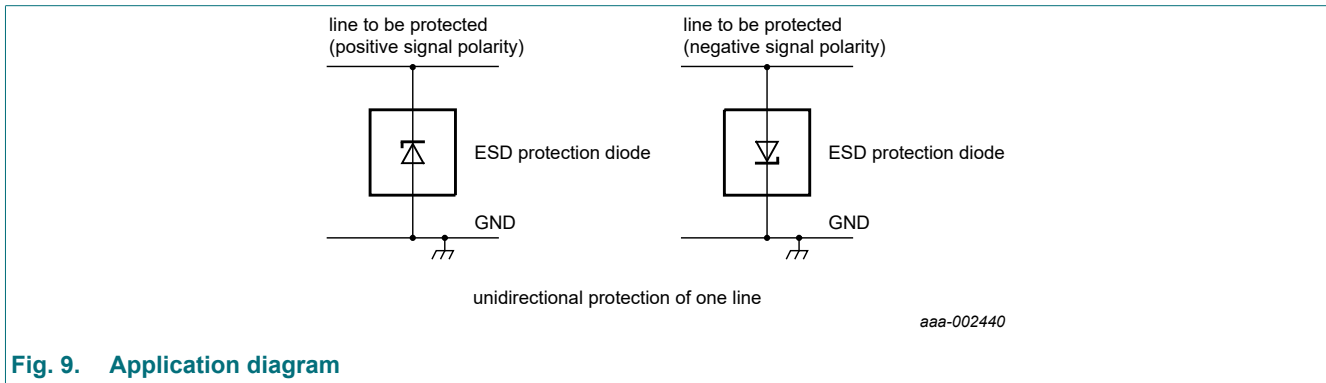 line to be protected
(positive signal polarity)
line to be protected
(negative signal polarity)
ESD protection diode
ESD protection diode
GND
GND
unidirectional protection of one line
aaa-002440
Fig. 9. Application diagram